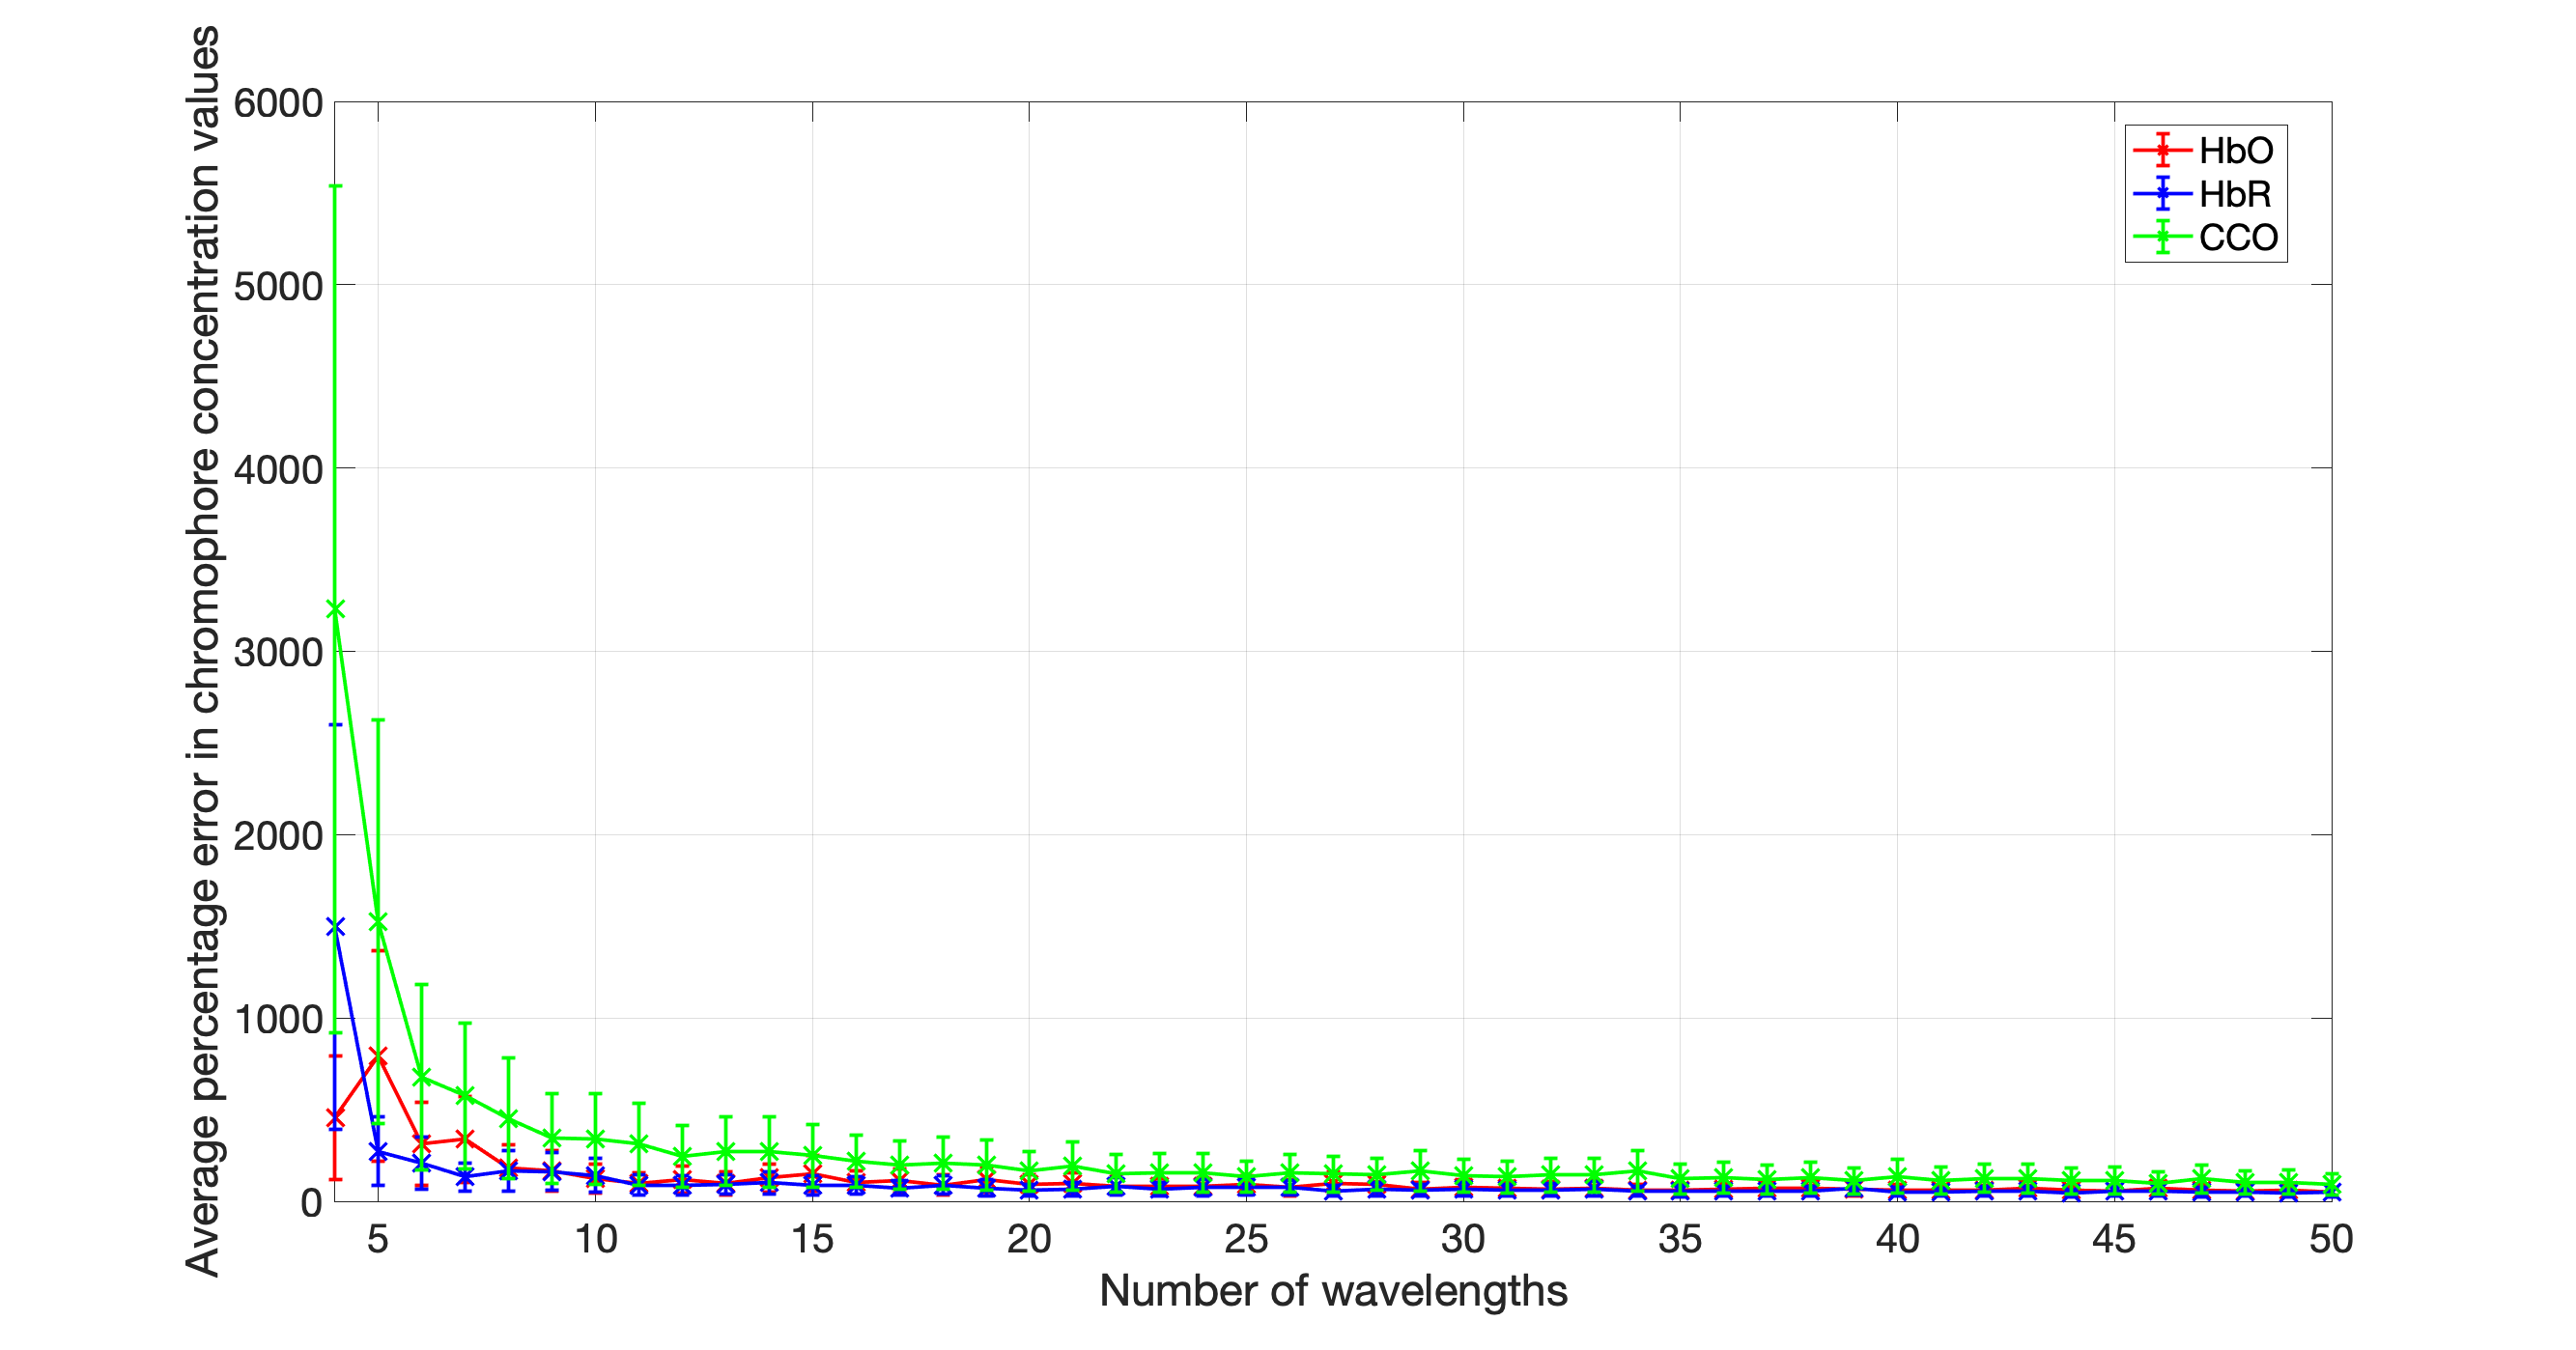 Average percentage error in chromophore concentration values
6000
5000
4000
3000
2000
1000
0
5 10 15 20 25 30 35 40 45 50
Number of wavelengths
HbO
HbR
CCO